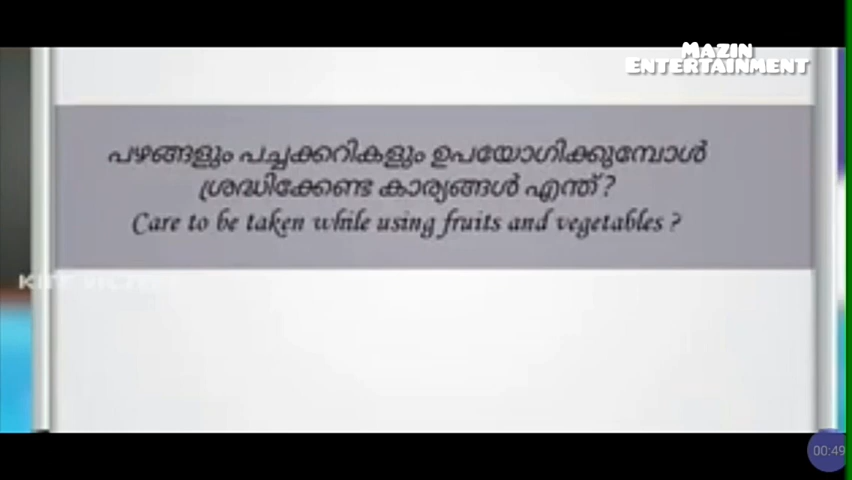 Mazin
Entertainment
പഴങ്ങളും പച്ചക്കറികളും ഉപയോഗിക്കുമ്പോൾ
ശ്രദ്ധിക്കേണ്ട കാര്യങ്ങൾ എന്ത് ?
Care to be taken while using fruits and vegetables ?
00:49